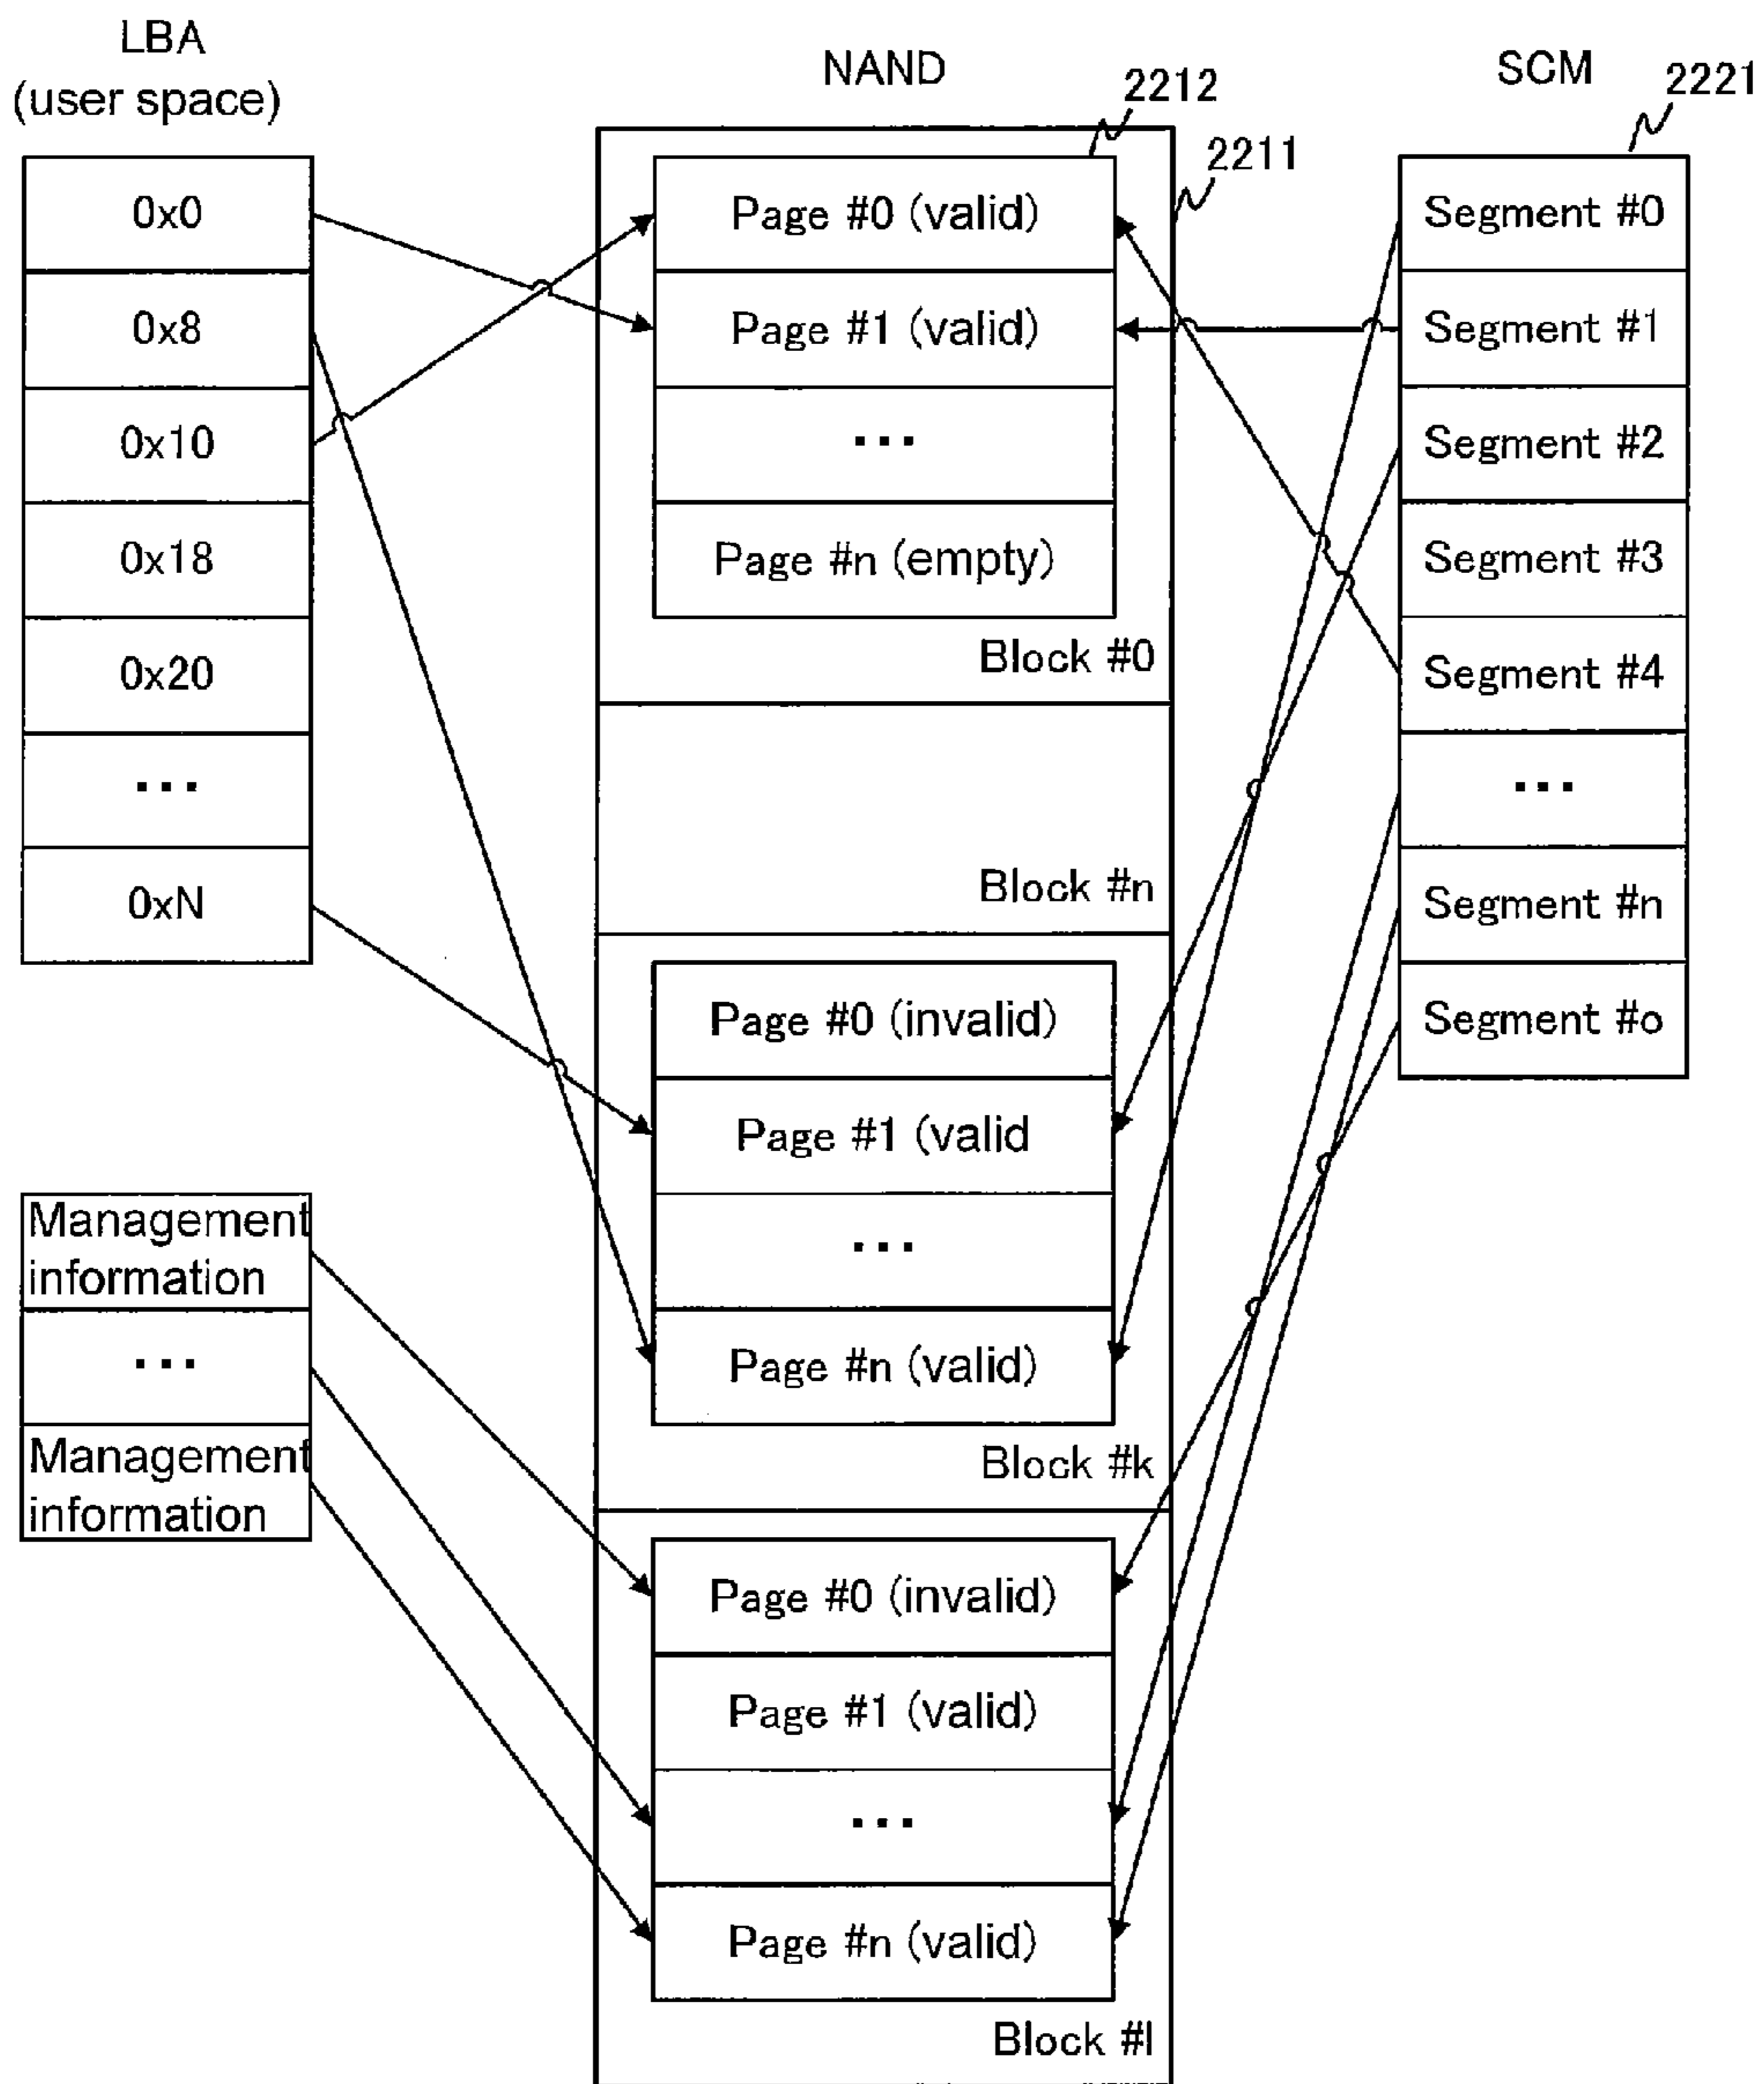 LBA
(user space)
0x0
0x8
0x10
0x18
0x20
...
0xN
Management
information
...
Management
information
NAND
2212
2211
Page #0 (valid)
Page #1 (valid)
...
Page #n (empty)
Block #0
Block #n
Page #0 (invalid)
Page #1 (valid
...
Page #n (valid)
Block #k
Page #0 (invalid)
Page #1 (valid)
...
Page #n (valid)
Block #l
SCM
2221
Segment #0
Segment #1
Segment #2
Segment #3
Segment #4
...
Segment #n
Segment #o